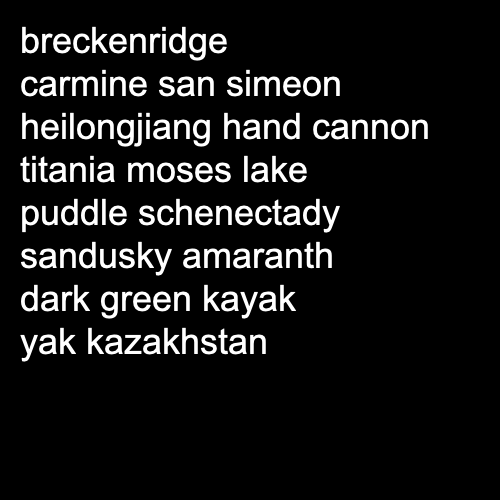 breckenridge
carmine san simeon
heilongjiang hand cannon
titania moses lake
puddle schenectady
sandusky amaranth
dark green kayak
yak kazakhstan